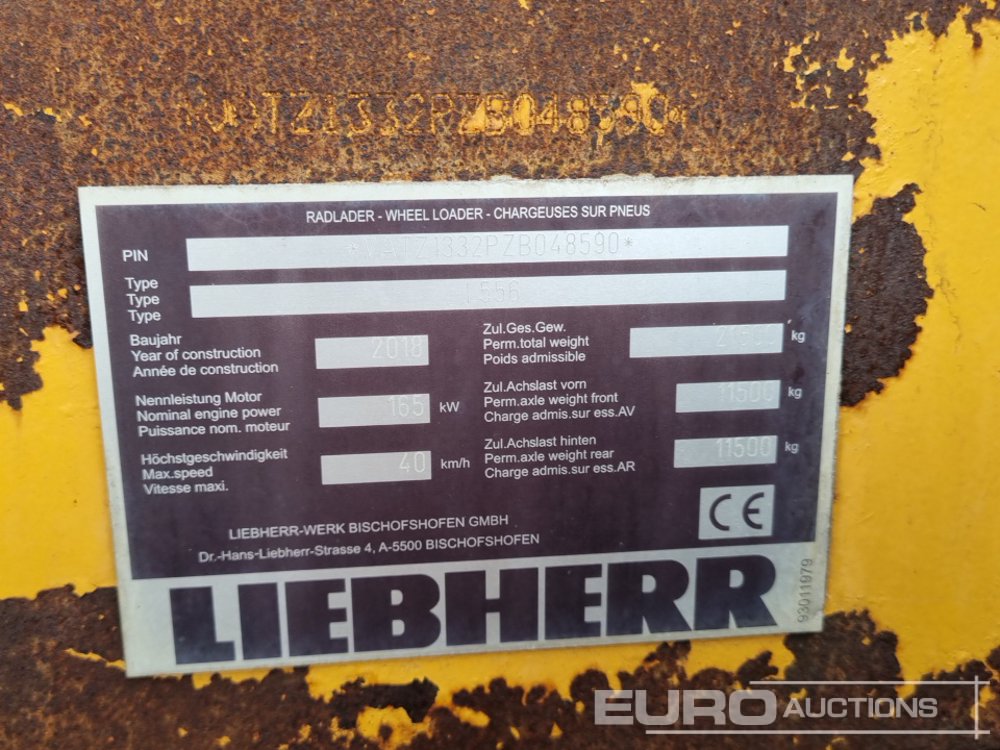 RADLADER - WHEEL LOADER - CHARGEUSES SUR PNEUS
PIN *VATZ1332PZB048590*
Type
Type
Type
L556
Baujahr
Year of construction
Année de construction
2018
Nennleistung Motor
Nominal engine power
Puissance nom. moteur
165 kW
Höchstgeschwindigkeit
Max.speed
Vitesse maxi.
40 km/h
Zul.Ges.Gew.
Perm.total weight
Poids admissible
kg
Zul.Achslast vorn
Perm.axle weight front
Charge admis.sur ess.AV
11500 kg
Zul.Achslast hinten
Perm.axle weight rear
Charge admis.sur ess.AR
11500 kg
CE
LIEBHERR-WERK BISCHOFSHOFEN GMBH
Dr.-Hans-Liebherr-Strasse 4, A-5500 BISCHOFSHOFEN
LIEBHERR
93011979
EURO AUCTIONS